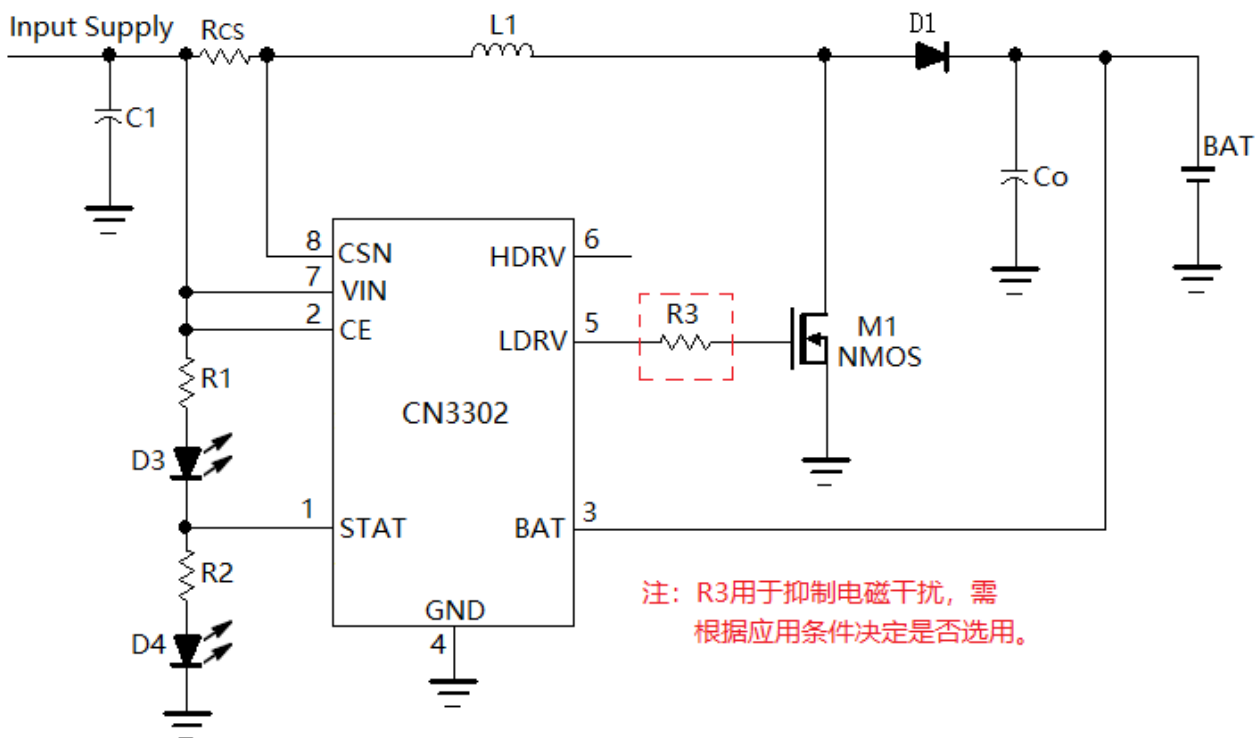 Input Supply
RCS
L1
D1
C1
BAT
Co
8
CSN
HDRV
6
7
VIN
2
CE
LDRV
5
R3
M1
NMOS
R1
CN3302
D3
1
STAT
BAT
3
R2
GND
4
D4
注：R3用于抑制电磁干扰，需
根据应用条件决定是否选用。